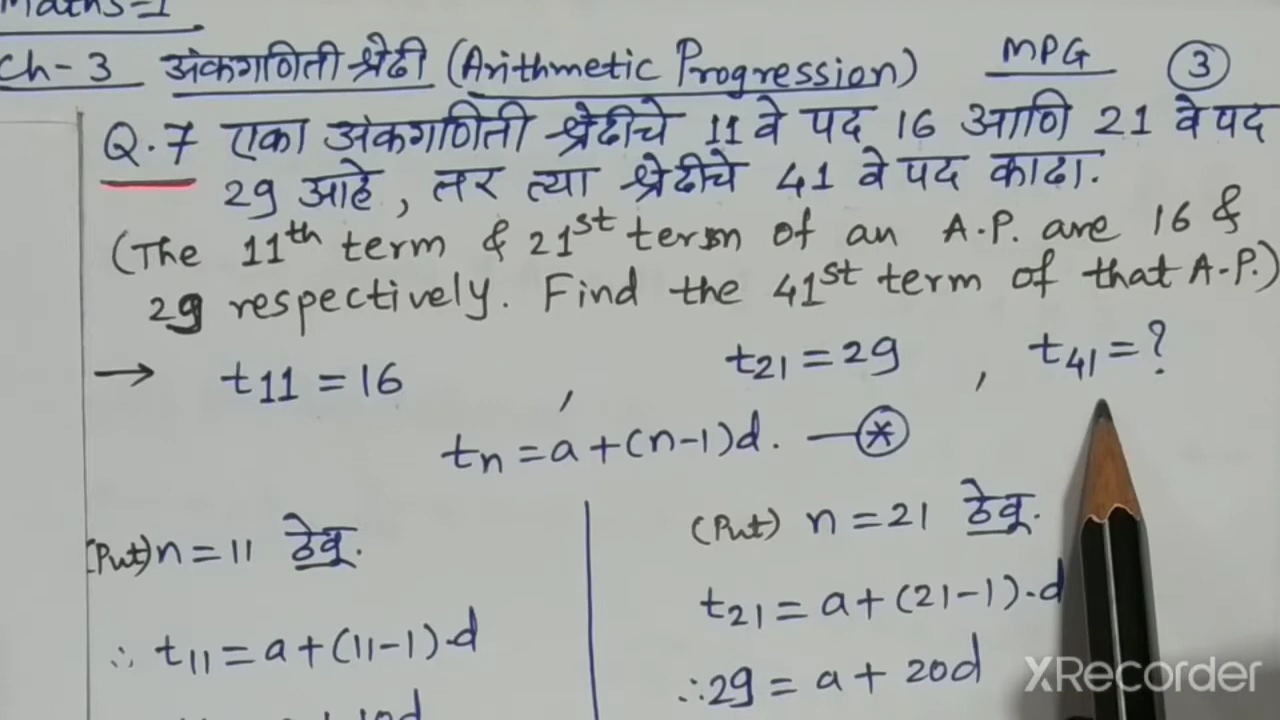 Maths-1
Ch-3 अंकगणिती श्रेढी (Arithmetic Progression) MPG 3
Q.7 एका अंकगणिती श्रेढीचे 11 वे पद 16 आणि 21 वे पद
29 आहे, तर त्या श्रेढीचे 41 वे पद काढा.
(The 11th term & 21st term of an A.P. are 16 &
29 respectively. Find the 41st term of that A.P.)
→ t11 = 16 , t21 = 29 , t41 = ?
tn = a + (n-1)d. —(*)
(Put) n = 11 ठेवू.
(Put) n = 21 ठेवू.
∴ t11 = a + (11-1).d
t21 = a + (21-1).d
∴ 29 = a + 20d
XRecorder